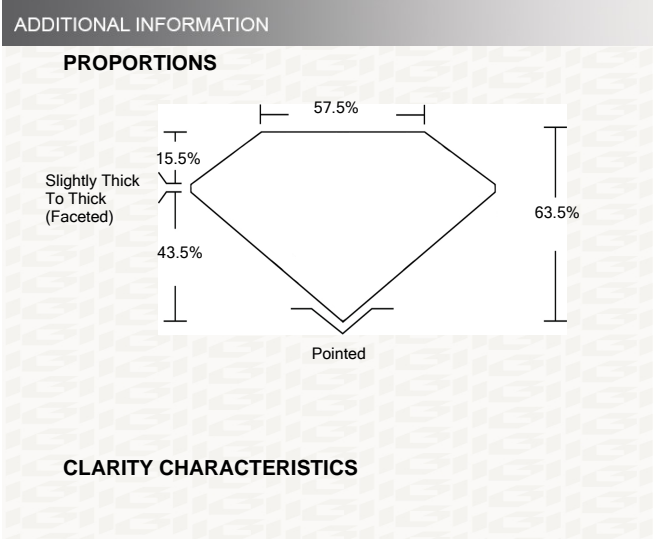 ADDITIONAL INFORMATION
PROPORTIONS
57.5%
15.5%
Slightly Thick
To Thick
(Faceted)
63.5%
43.5%
Pointed
CLARITY CHARACTERISTICS